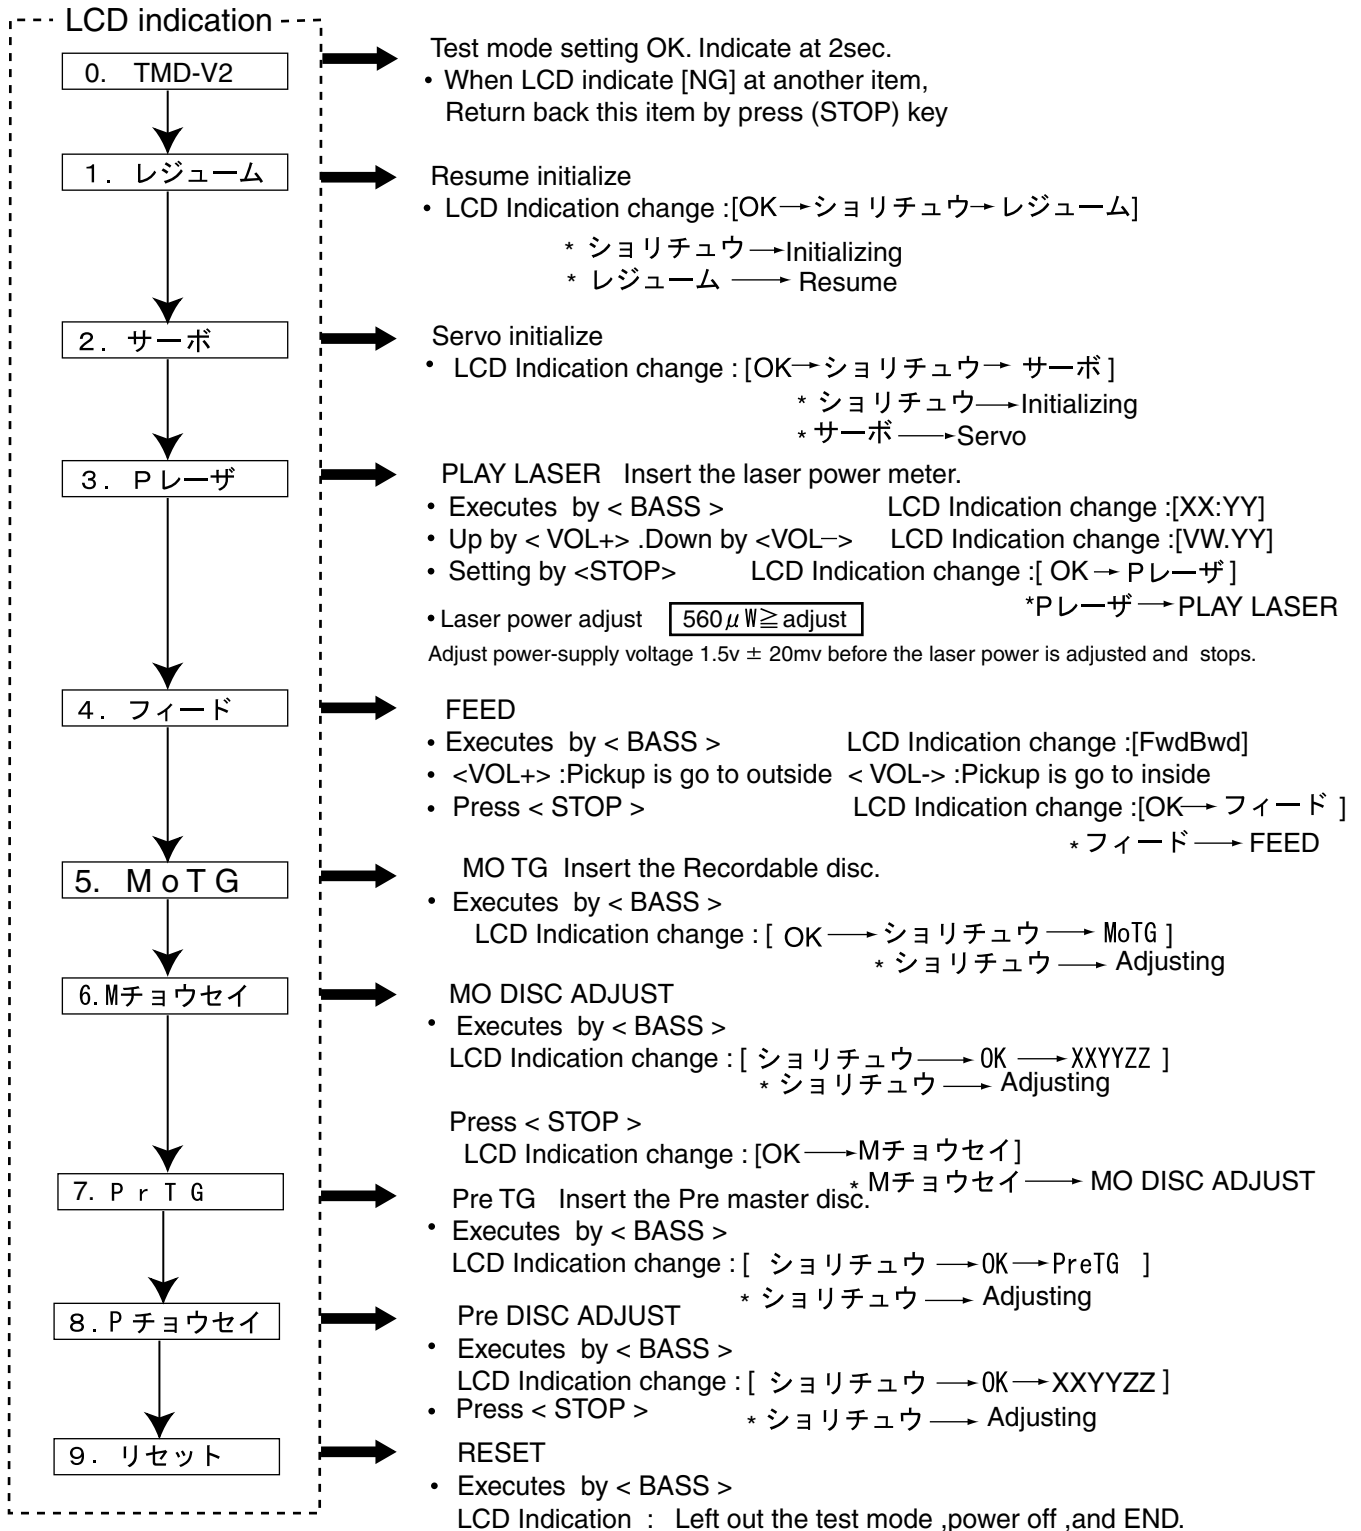 LCD indication
0. TMD-V2
Test mode setting OK. Indicate at 2sec.
• When LCD indicate [NG] at another item,
Return back this item by press (STOP) key
1. レジューム
Resume initialize
• LCD Indication change :[OK→ショリチュウ→レジューム]
* ショリチュウ→Initializing
* レジューム → Resume
2. サーボ
Servo initialize
• LCD Indication change : [OK→ショリチュウ→ サーボ ]
* ショリチュウ→Initializing
* サーボ →Servo
3. Pレーザ
PLAY LASER Insert the laser power meter.
• Executes by < BASS > LCD Indication change :[XX:YY]
• Up by < VOL+> .Down by <VOL–> LCD Indication change :[VW.YY]
• Setting by <STOP> LCD Indication change :[ OK→ Pレーザ ]
*Pレーザ → PLAY LASER
• Laser power adjust 560μW≧adjust
Adjust power-supply voltage 1.5v ± 20mv before the laser power is adjusted and stops.
4. フィード
FEED
• Executes by < BASS > LCD Indication change :[FwdBwd]
• <VOL+> :Pickup is go to outside < VOL-> :Pickup is go to inside
• Press < STOP > LCD Indication change :[OK→ フィード ]
* フィード → FEED
5. MoTG
MO TG Insert the Recordable disc.
• Executes by < BASS >
LCD Indication change : [ OK → ショリチュウ → MoTG ]
* ショリチュウ → Adjusting
6.Mチョウセイ
MO DISC ADJUST
• Executes by < BASS >
LCD Indication change : [ ショリチュウ → OK → XXYYZZ ]
* ショリチュウ → Adjusting
Press < STOP >
LCD Indication change : [OK →Mチョウセイ]
* Mチョウセイ → MO DISC ADJUST
7. PrTG
Pre TG Insert the Pre master disc.
• Executes by < BASS >
LCD Indication change : [ ショリチュウ →OK→PreTG ]
* ショリチュウ → Adjusting
8.Pチョウセイ
Pre DISC ADJUST
• Executes by < BASS >
LCD Indication change : [ ショリチュウ →OK→XXYYZZ ]
• Press < STOP > * ショリチュウ → Adjusting
9. リセット
RESET
• Executes by < BASS >
LCD Indication : Left out the test mode ,power off ,and END.